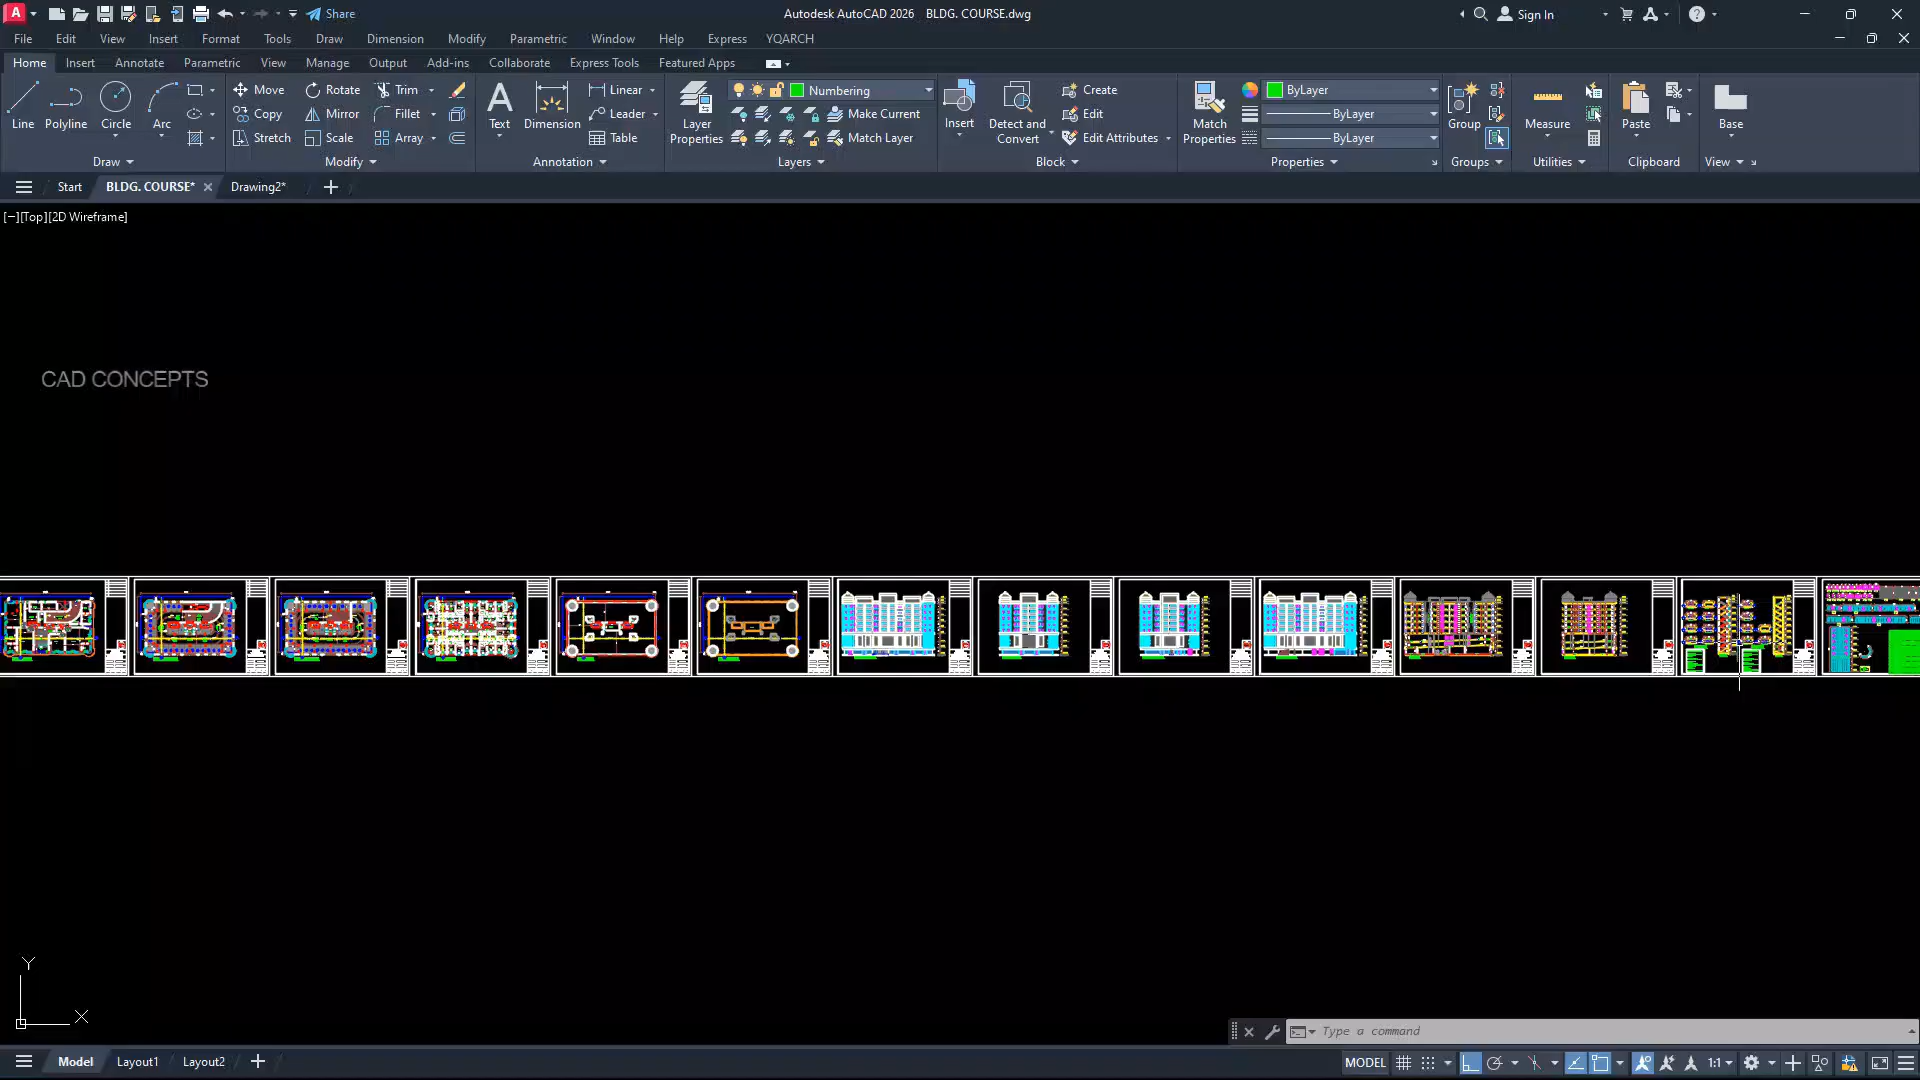 Share
Autodesk AutoCAD 2026 BLDG. COURSE.dwg
Sign In
File Edit View Insert Format Tools Draw Dimension Modify Parametric Window Help Express YQARCH
Home Insert Annotate Parametric View Manage Output Add-ins Collaborate Express Tools Featured Apps
Move Rotate Trim Linear Numbering Create ByLayer
Copy Mirror Fillet Leader Make Current Edit ByLayer
Line Polyline Circle Arc Text Dimension Layer Properties Insert Detect and Convert Match Properties Group Measure Paste Base
Stretch Scale Array Table Match Layer Edit Attributes ByLayer
Draw Modify Annotation Layers Block Properties Groups Utilities Clipboard View
Start BLDG. COURSE* Drawing2*
[−][Top][2D Wireframe]
CAD CONCEPTS
Y
X
Type a command
Model Layout1 Layout2
MODEL 1:1